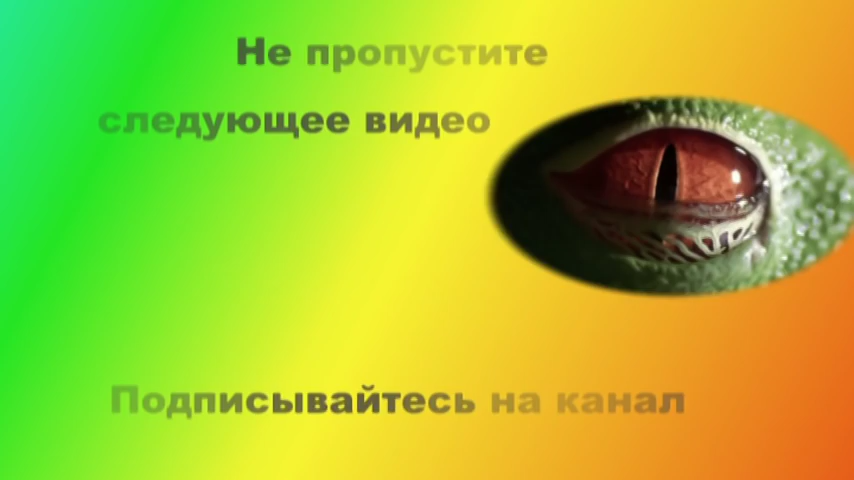 Не пропустите
следующее видео
Подписывайтесь на канал